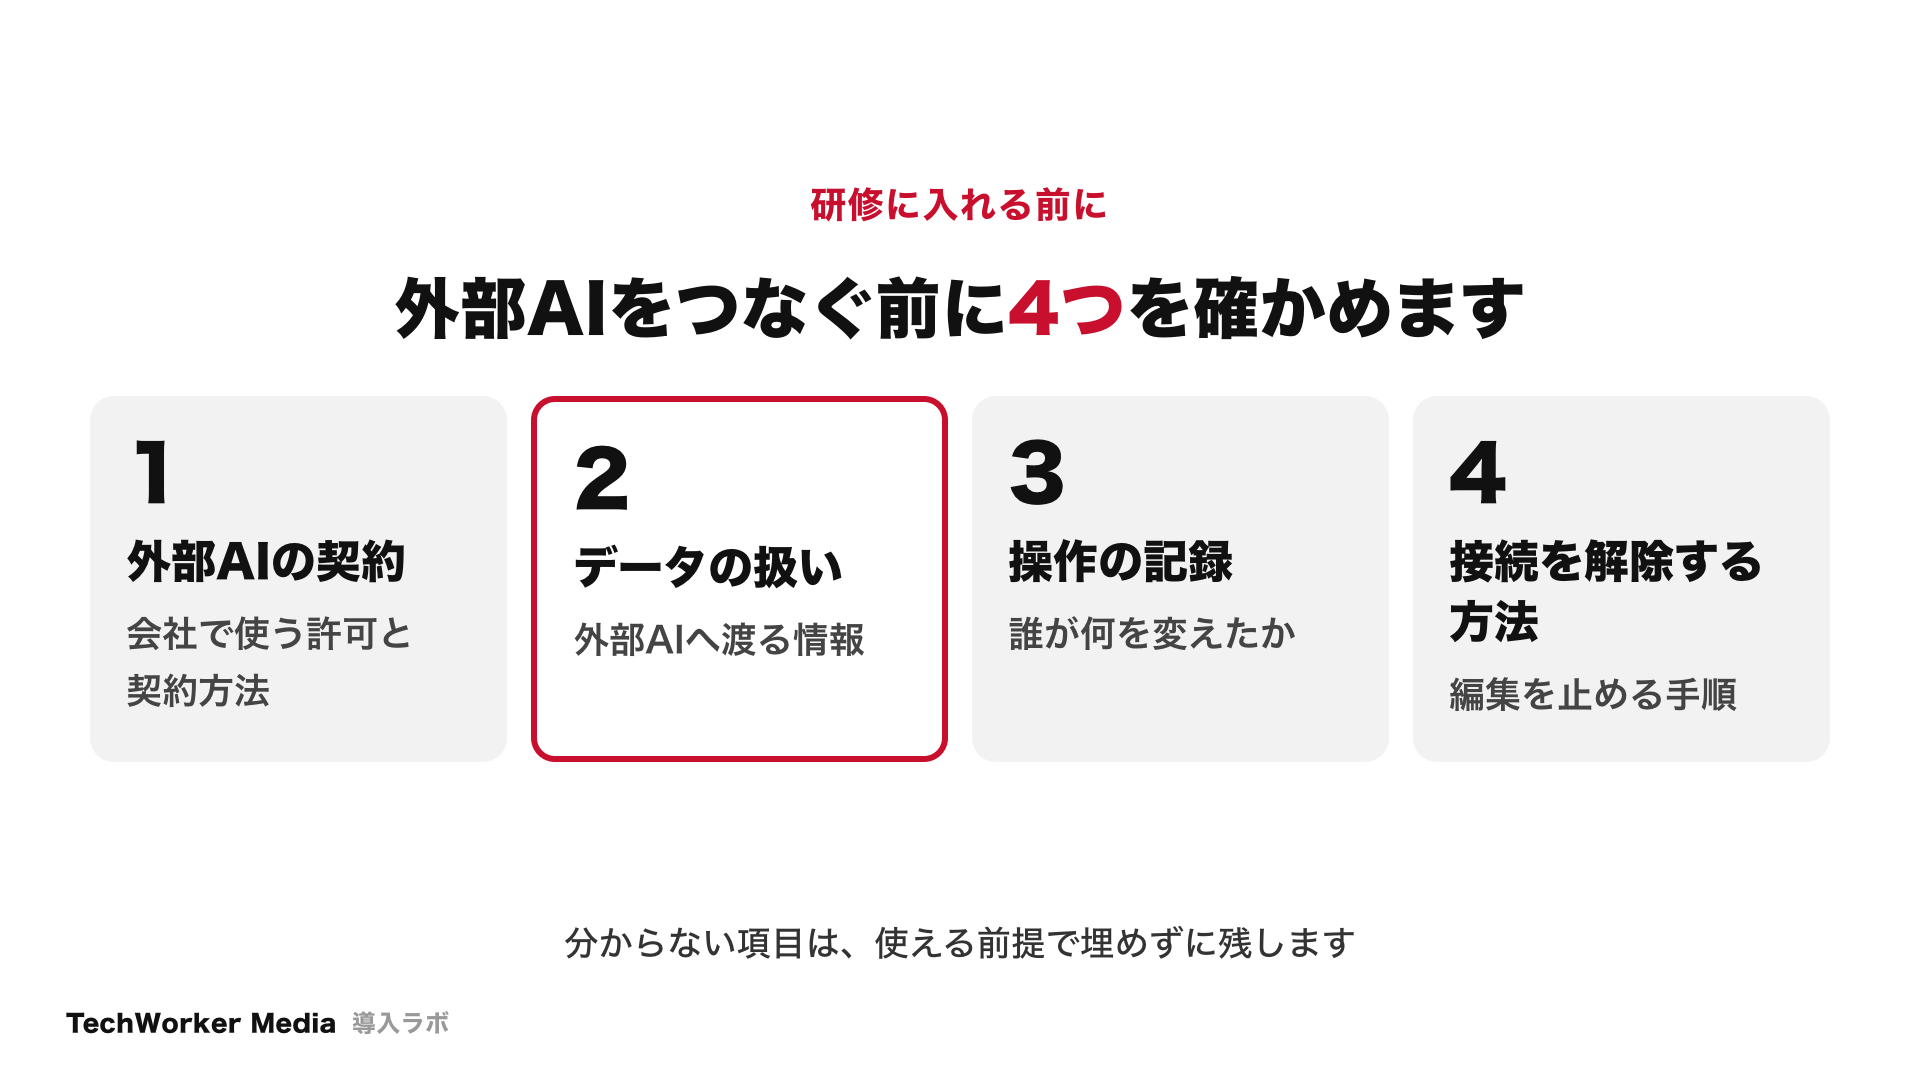 研修に入れる前に
外部AIをつなぐ前に4つを確かめます
1
外部AIの契約
会社で使う許可と
契約方法
2
データの扱い
外部AIへ渡る情報
3
操作の記録
誰が何を変えたか
4
接続を解除する
方法
編集を止める手順
分からない項目は、使える前提で埋めずに残します
TechWorker Media 導入ラボ